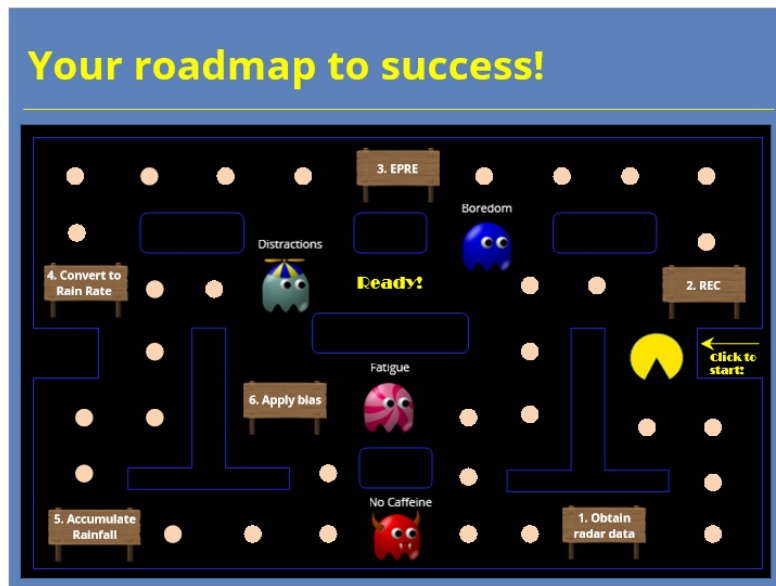 Your roadmap to success!
3. EPRE
Boredom
Distractions
4. Convert to
Rain Rate
Ready!
2. REC
Click to
start!
Fatigue
6. Apply bias
No Caffeine
5. Accumulate
Rainfall
1. Obtain
radar data